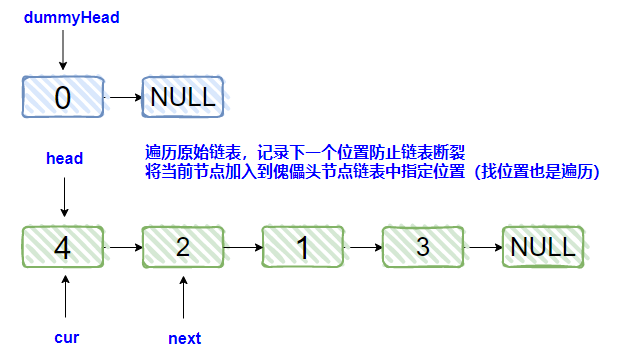 dummyHead
0 NULL
head
遍历原始链表，记录下一个位置防止链表断裂
将当前节点加入到傀儡头节点链表中指定位置（找位置也是遍历）
4 2 1 3 NULL
cur next